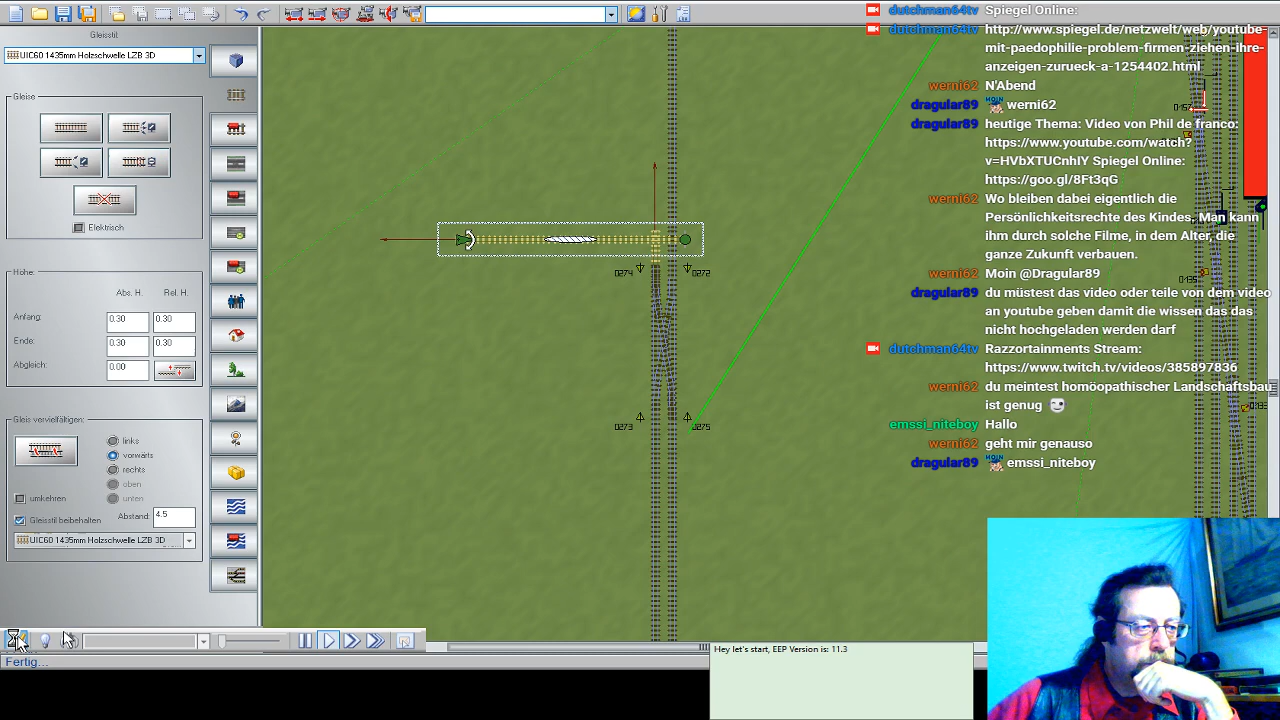 Gleisstil
UIC60 1435mm Holzschwelle LZB 3D
Gleise
Elektrisch
Höhe:
Abs. H.
Rel. H.
Anfang:
0.30
0.30
Ende:
0.30
0.30
Abgleich:
0.00
Gleis vervielfältigen:
links
vorwärts
rechts
oben
unten
umkehren
Gleisstil beibehalten
Abstand:
4.5
UIC60 1435mm Holzschwelle LZB 3D
Fertig...
0274
0272
0273
0275
Hey let's start, EEP Version is: 11.3
dutchman64tv Spiegel Online:
dutchman64tv http://www.spiegel.de/netzwelt/web/youtube-
mit-paedophilie-problem-firmen-ziehen-ihre-
anzeigen-zurueck-a-1254402.html
werni62 N'Abend
dragular89 MOIN werni62
dragular89 heutige Thema: Video von Phil de franco:
https://www.youtube.com/watch?
v=HVbXTUCnhIY Spiegel Online:
https://goo.gl/8Ft3qG
werni62 Wo bleiben dabei eigentlich die
Persönlichkeitsrechte des Kindes. Man kann
ihm durch solche Filme, in dem Alter, die
ganze Zukunft verbauen.
werni62 Moin @Dragular89
dragular89 du müstest das video oder teile von dem video
an youtube geben damit die wissen das das
nicht hochgeladen werden darf
dutchman64tv Razzortainments Stream:
https://www.twitch.tv/videos/385897836
werni62 du meintest homöopathischer Landschaftsbau
ist genug
emssi_niteboy Hallo
werni62 geht mir genauso
dragular89 MOIN emssi_niteboy